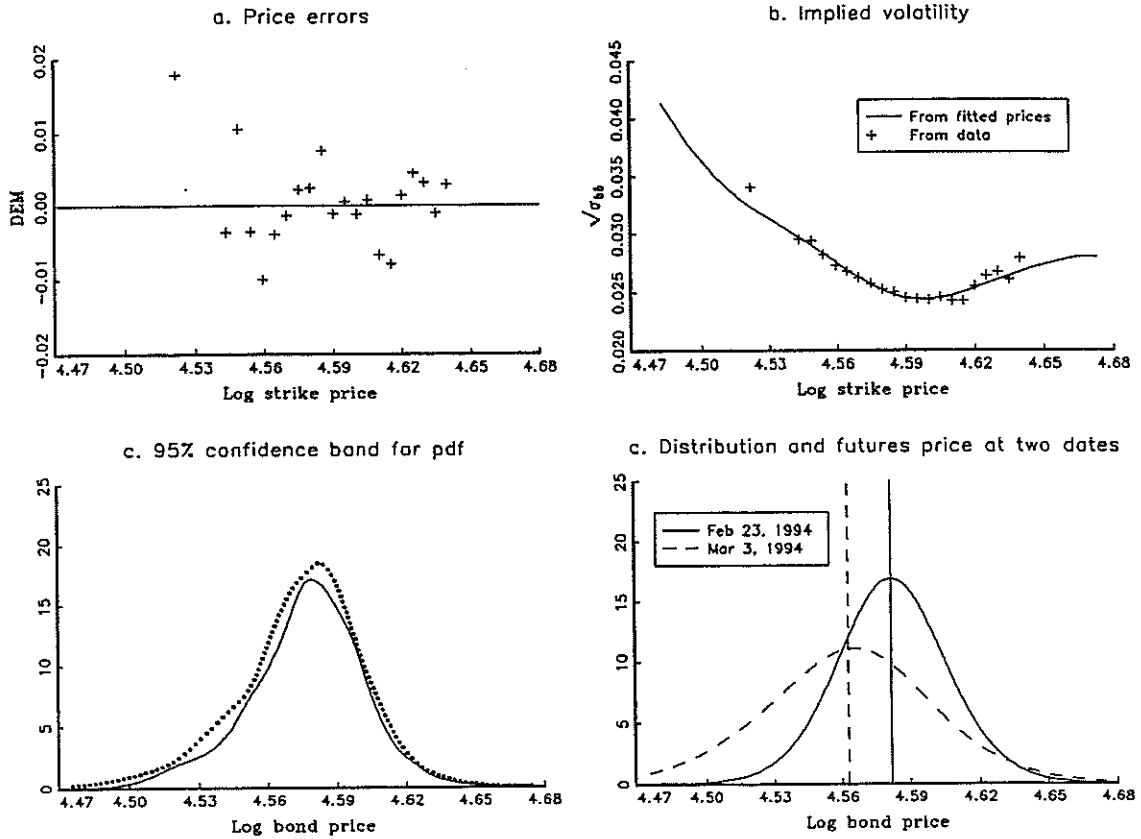 a. Price errors
DEM
0.02
0.01
0.00
-0.01
-0.02
4.47 4.50 4.53 4.56 4.59 4.62 4.65 4.68
Log strike price
b. Implied volatility
√σbb
0.045
0.040
0.035
0.030
0.025
0.020
From fitted prices
From data
4.47 4.50 4.53 4.56 4.59 4.62 4.65 4.68
Log strike price
c. 95% confidence band for pdf
25
20
15
10
5
0
4.47 4.50 4.53 4.56 4.59 4.62 4.65 4.68
Log bond price
c. Distribution and futures price at two dates
25
20
15
10
5
0
Feb 23, 1994
Mar 3, 1994
4.47 4.50 4.53 4.56 4.59 4.62 4.65 4.68
Log bond price